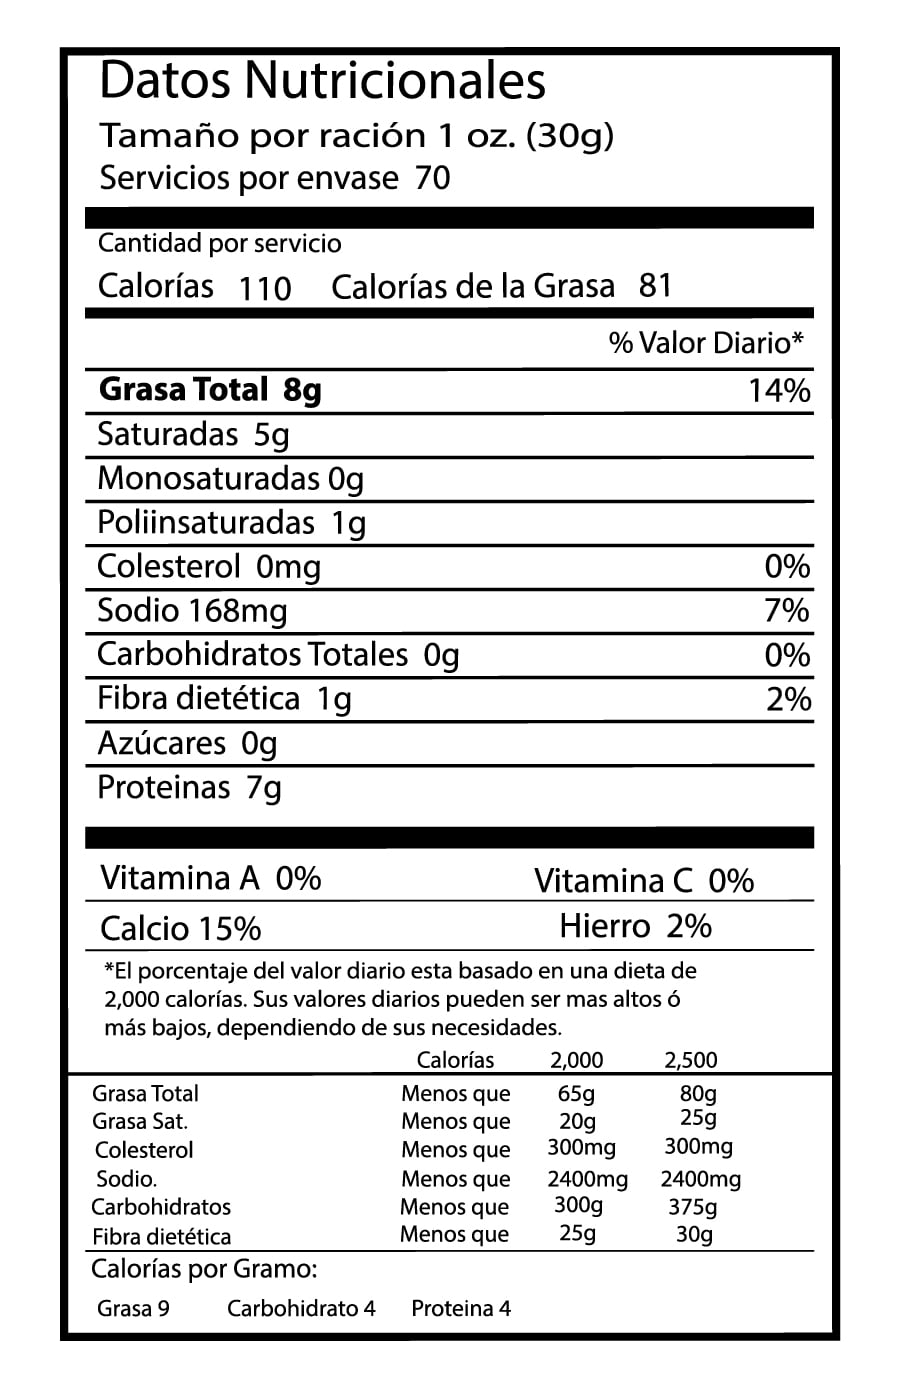 Datos Nutricionales
Tamaño por ración 1 oz. (30g)
Servicios por envase 70
Cantidad por servicio
Calorías 110 Calorías de la Grasa 81
% Valor Diario*
Grasa Total 8g 14%
Saturadas 5g
Monosaturadas 0g
Poliinsaturadas 1g
Colesterol 0mg 0%
Sodio 168mg 7%
Carbohidratos Totales 0g 0%
Fibra dietética 1g 2%
Azúcares 0g
Proteinas 7g
Vitamina A 0% Vitamina C 0%
Calcio 15% Hierro 2%
*El porcentaje del valor diario esta basado en una dieta de
2,000 calorías. Sus valores diarios pueden ser mas altos ó
más bajos, dependiendo de sus necesidades.
Calorías 2,000 2,500
Grasa Total Menos que 65g 80g
Grasa Sat. Menos que 20g 25g
Colesterol Menos que 300mg 300mg
Sodio. Menos que 2400mg 2400mg
Carbohidratos Menos que 300g 375g
Fibra dietética Menos que 25g 30g
Calorías por Gramo:
Grasa 9 Carbohidrato 4 Proteina 4